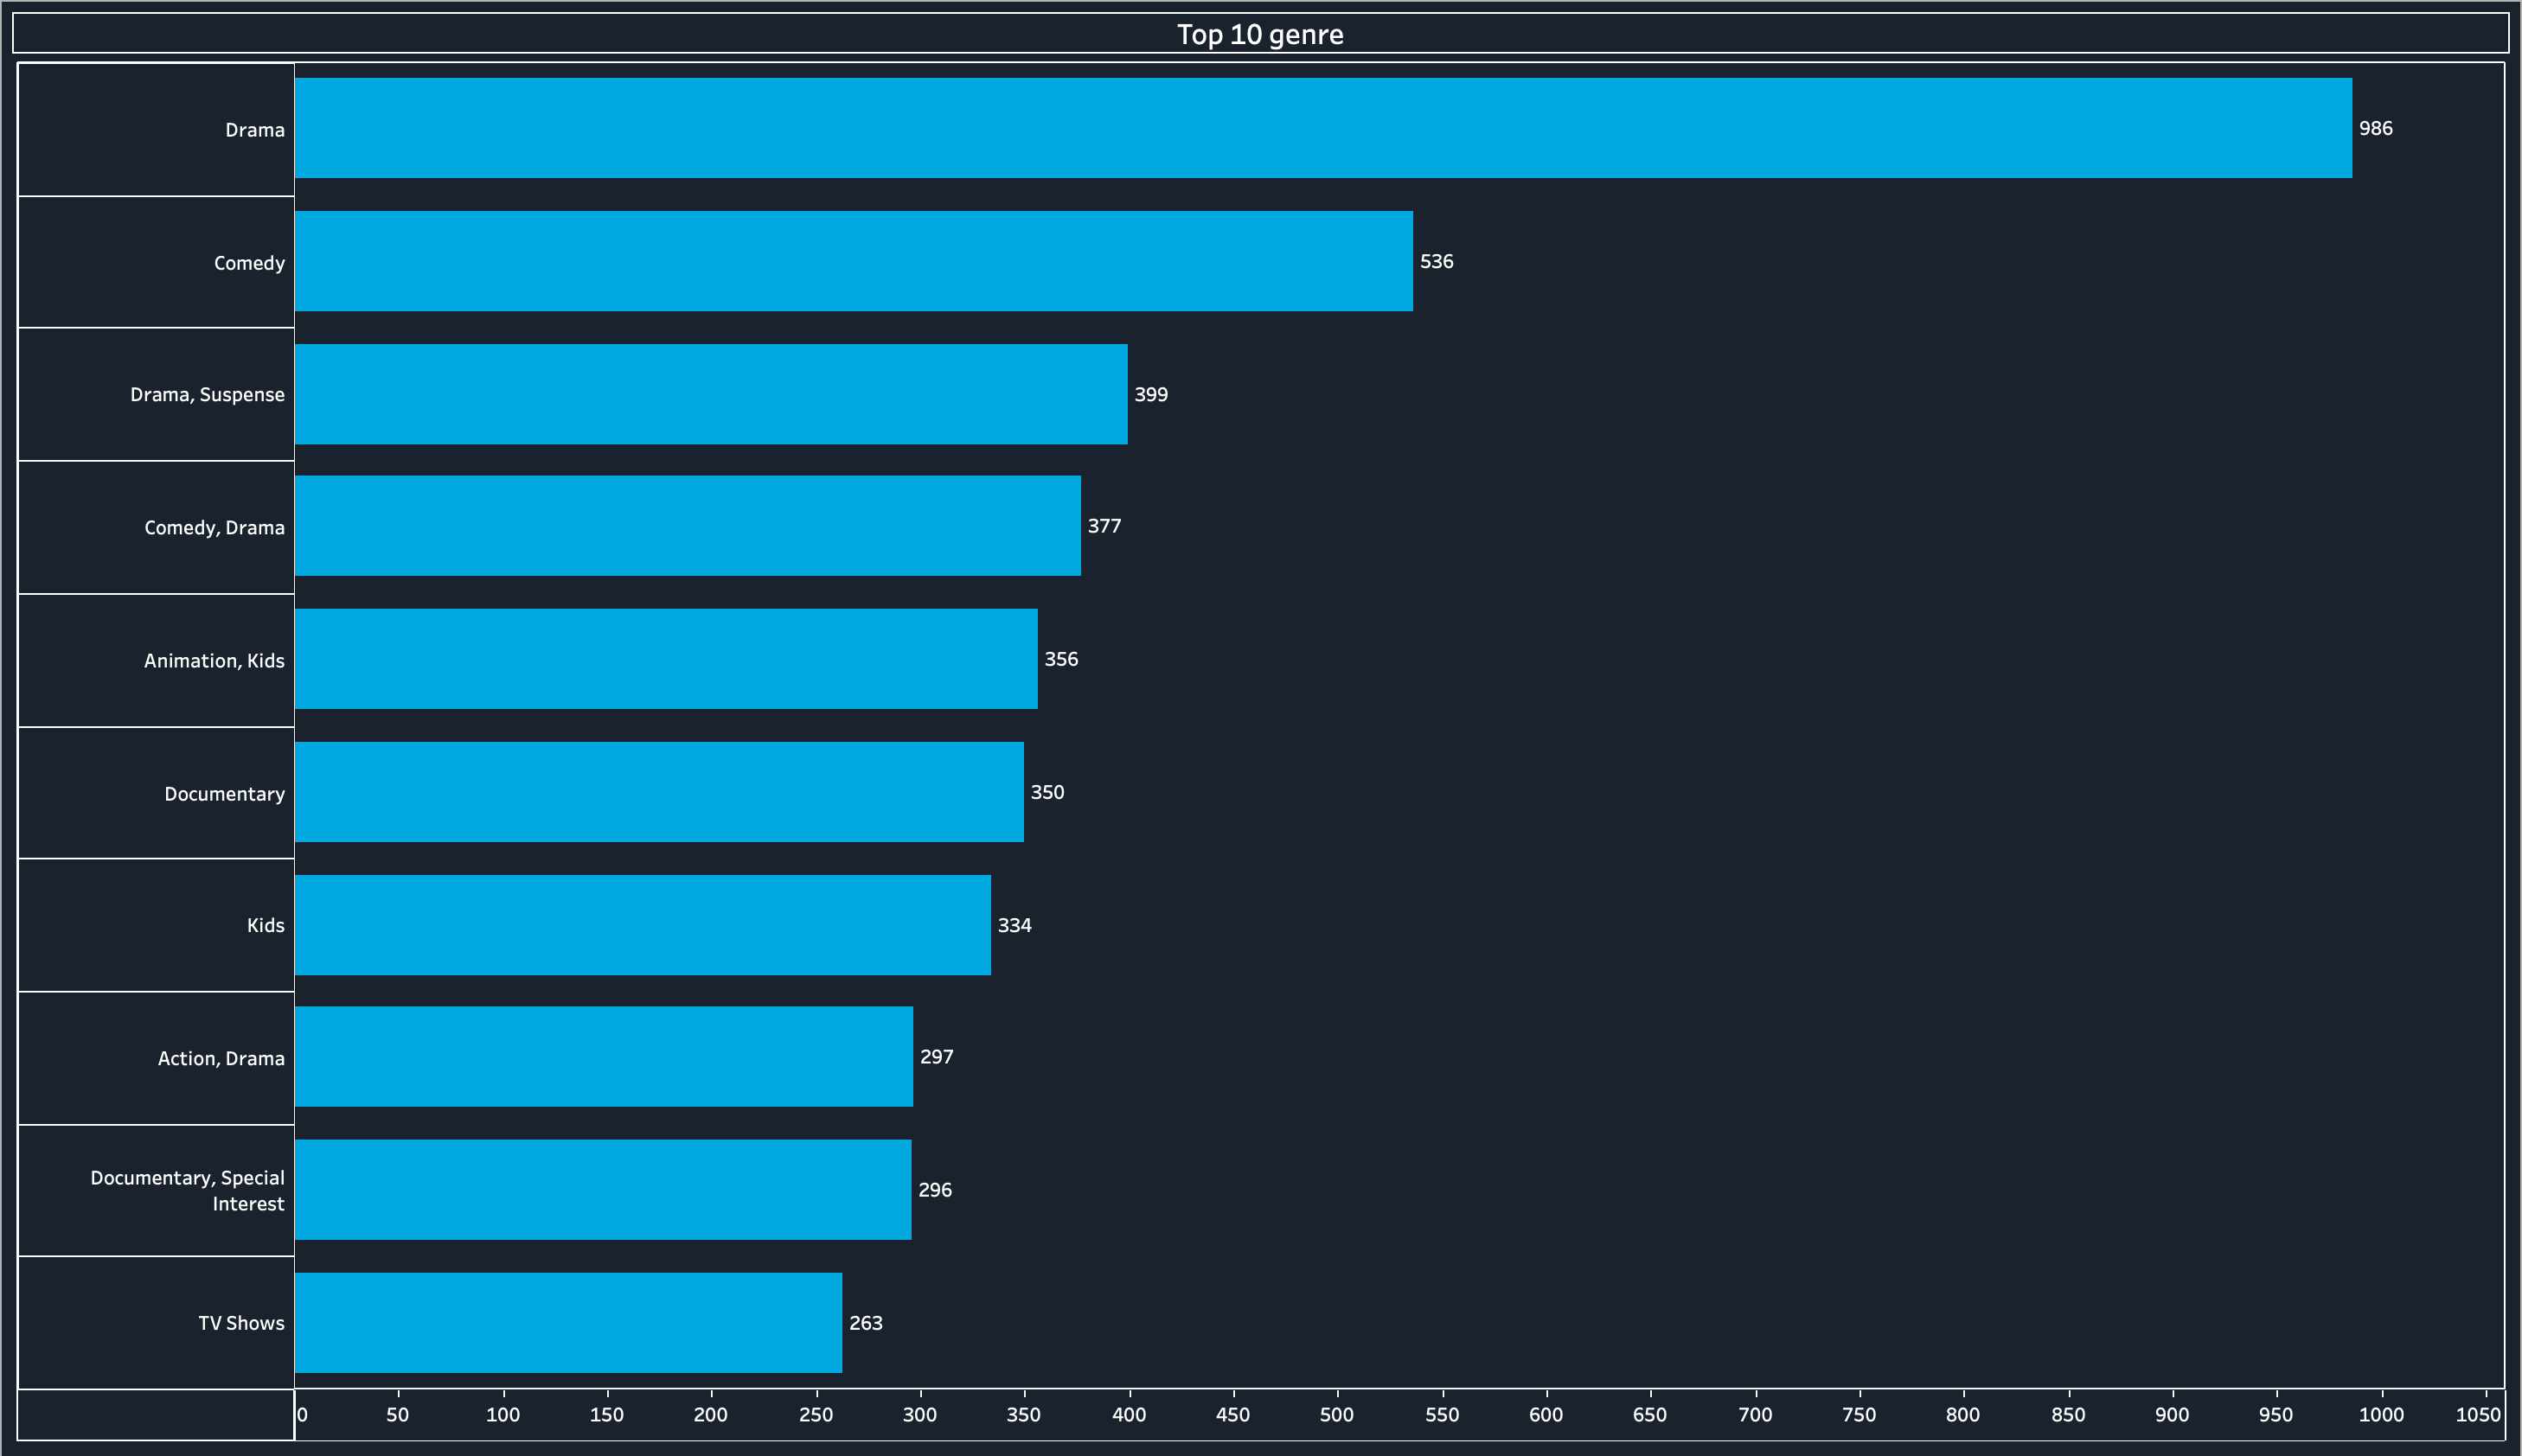 Top 10 genre
Drama
986
Comedy
536
Drama, Suspense
399
Comedy, Drama
377
Animation, Kids
356
Documentary
350
Kids
334
Action, Drama
297
Documentary, Special
Interest
296
TV Shows
263
0 50 100 150 200 250 300 350 400 450 500 550 600 650 700 750 800 850 900 950 1000 1050